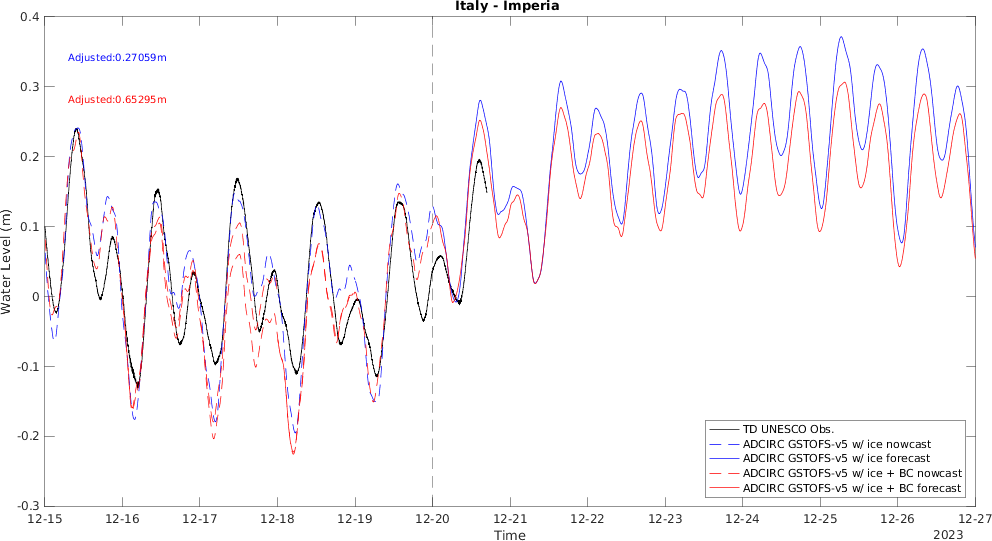 Italy - Imperia
Water Level (m)
0.4
0.3
0.2
0.1
0
-0.1
-0.2
-0.3
Adjusted:0.27059m
Adjusted:0.65295m
TD UNESCO Obs.
ADCIRC GSTOFS-v5 w/ ice nowcast
ADCIRC GSTOFS-v5 w/ ice forecast
ADCIRC GSTOFS-v5 w/ ice + BC nowcast
ADCIRC GSTOFS-v5 w/ ice + BC forecast
12-15 12-16 12-17 12-18 12-19 12-20 12-21 12-22 12-23 12-24 12-25 12-26 12-27
Time
2023